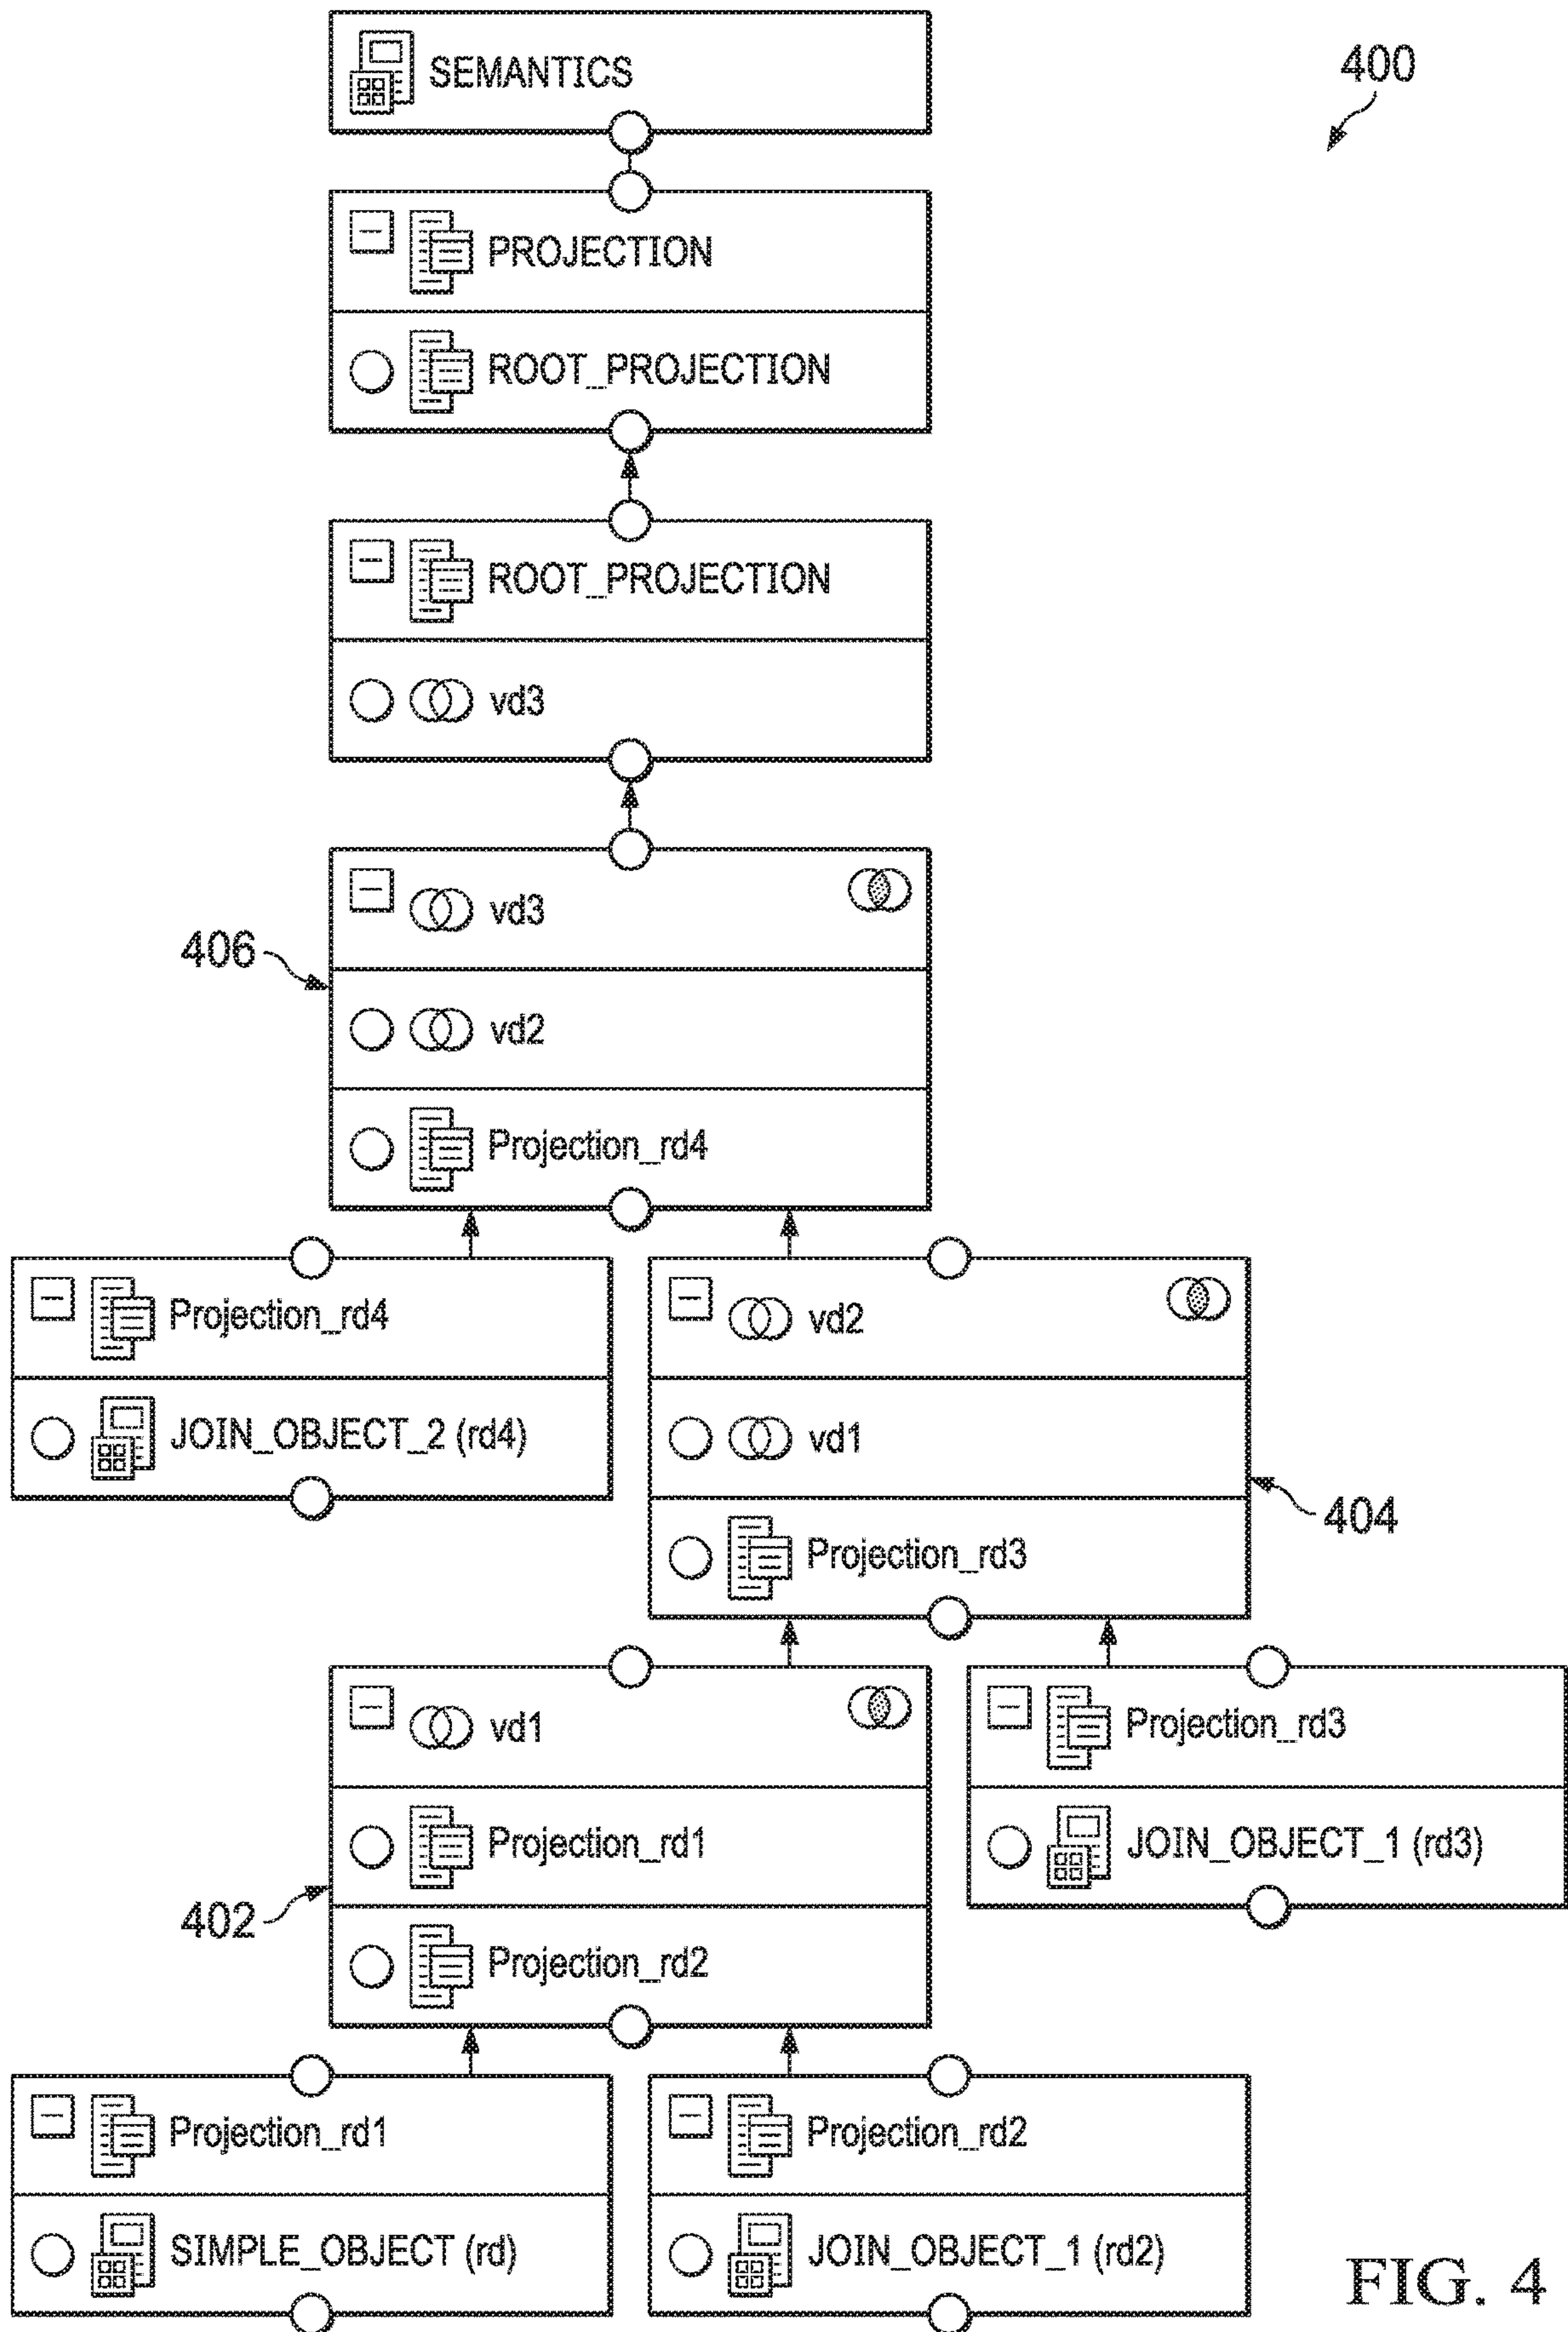 SEMANTICS
400
PROJECTION
ROOT_PROJECTION
ROOT_PROJECTION
vd3
vd3
406
vd2
Projection_rd4
Projection_rd4
vd2
JOIN_OBJECT_2 (rd4)
vd1
404
Projection_rd3
vd1
Projection_rd3
Projection_rd1
JOIN_OBJECT_1 (rd3)
402
Projection_rd2
Projection_rd1
Projection_rd2
SIMPLE_OBJECT (rd)
JOIN_OBJECT_1 (rd2)
FIG. 4